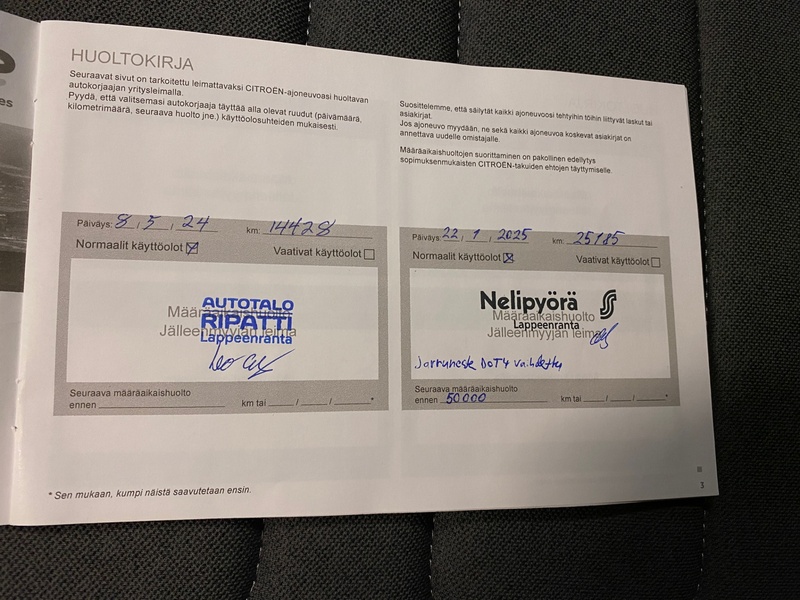 es
HUOLTOKIRJA
Seuraavat sivut on tarkoitettu leimattavaksi CITROËN-ajoneuvoasi huoltavan
autokorjaajan yritysleimalla.
Pyydä, että valitsemasi autokorjaaja täyttää alla olevat ruudut (päivämäärä,
kilometrimäärä, seuraava huolto jne.) käyttöolosuhteiden mukaisesti.
Päiväys: 8 / 5 / 24 km: 14428
Normaalit käyttöolot Vaativat käyttöolot
AUTOTALO
Määräaikaishuolto
RIPATTI
Jälleenmyyjän leima
Lappeenranta
Seuraava määräaikaishuolto
ennen km tai / / *
* Sen mukaan, kumpi näistä saavutetaan ensin.
Suosittelemme, että säilytät kaikki ajoneuvoosi tehtyihin töihin liittyvät laskut tai
asiakirjat.
Jos ajoneuvo myydään, ne sekä kaikki ajoneuvoa koskevat asiakirjat on
annettava uudelle omistajalle.
Määräaikaishuoltojen suorittaminen on pakollinen edellytys
sopimuksenmukaisten CITROËN-takuiden ehtojen täyttymiselle.
Päiväys: 22 / 1 / 2025 km: 25185
Normaalit käyttöolot Vaativat käyttöolot
Nelipyörä
Määräaikaishuolto
Lappeenranta
Jälleenmyyjän leima
Jarruneste DOT4 vaihdettu
Seuraava määräaikaishuolto
ennen 50000 km tai / / *
3